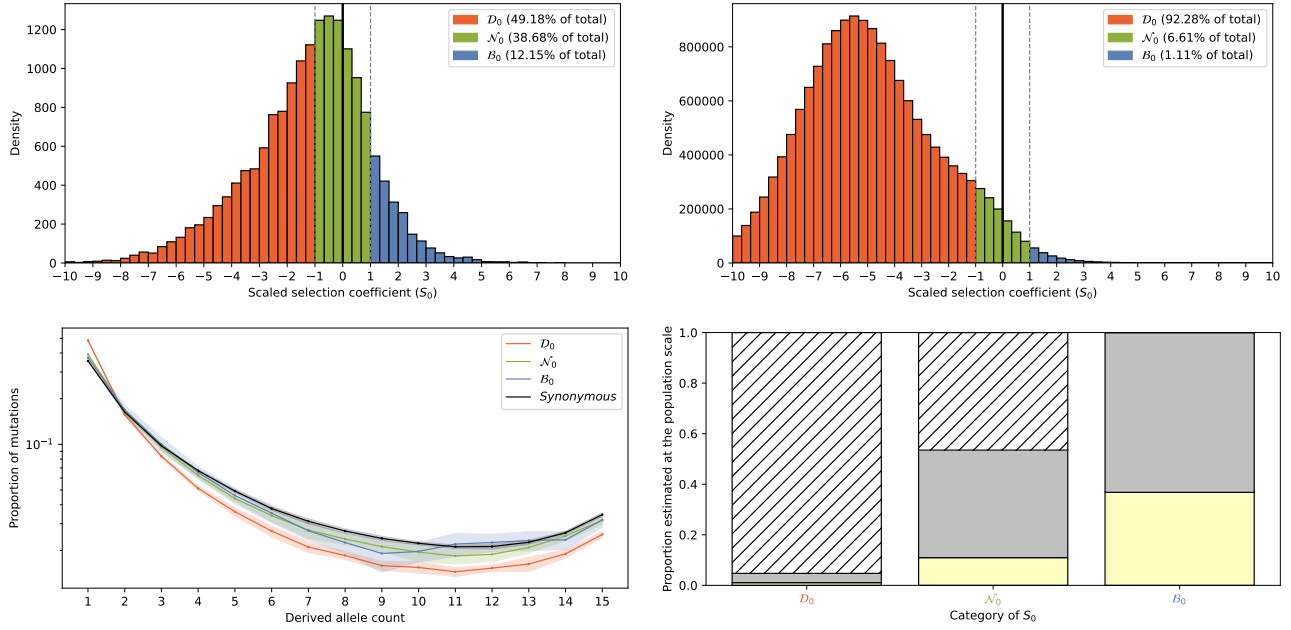 1200
1000
800
600
400
200
0
Density
−10 −9 −8 −7 −6 −5 −4 −3 −2 −1 0 1 2 3 4 5 6 7 8 9 10
Scaled selection coefficient (S₀)
𝒟₀ (49.18% of total)
𝒩₀ (38.68% of total)
ℬ₀ (12.15% of total)
800000
600000
400000
200000
0
Density
−10 −9 −8 −7 −6 −5 −4 −3 −2 −1 0 1 2 3 4 5 6 7 8 9 10
Scaled selection coefficient (S₀)
𝒟₀ (92.28% of total)
𝒩₀ (6.61% of total)
ℬ₀ (1.11% of total)
10⁻¹
Proportion of mutations
1 2 3 4 5 6 7 8 9 10 11 12 13 14 15
Derived allele count
𝒟₀
𝒩₀
ℬ₀
Synonymous
1.0
0.8
0.6
0.4
0.2
0.0
Proportion estimated at the population scale
𝒟₀ 𝒩₀ ℬ₀
Category of S₀